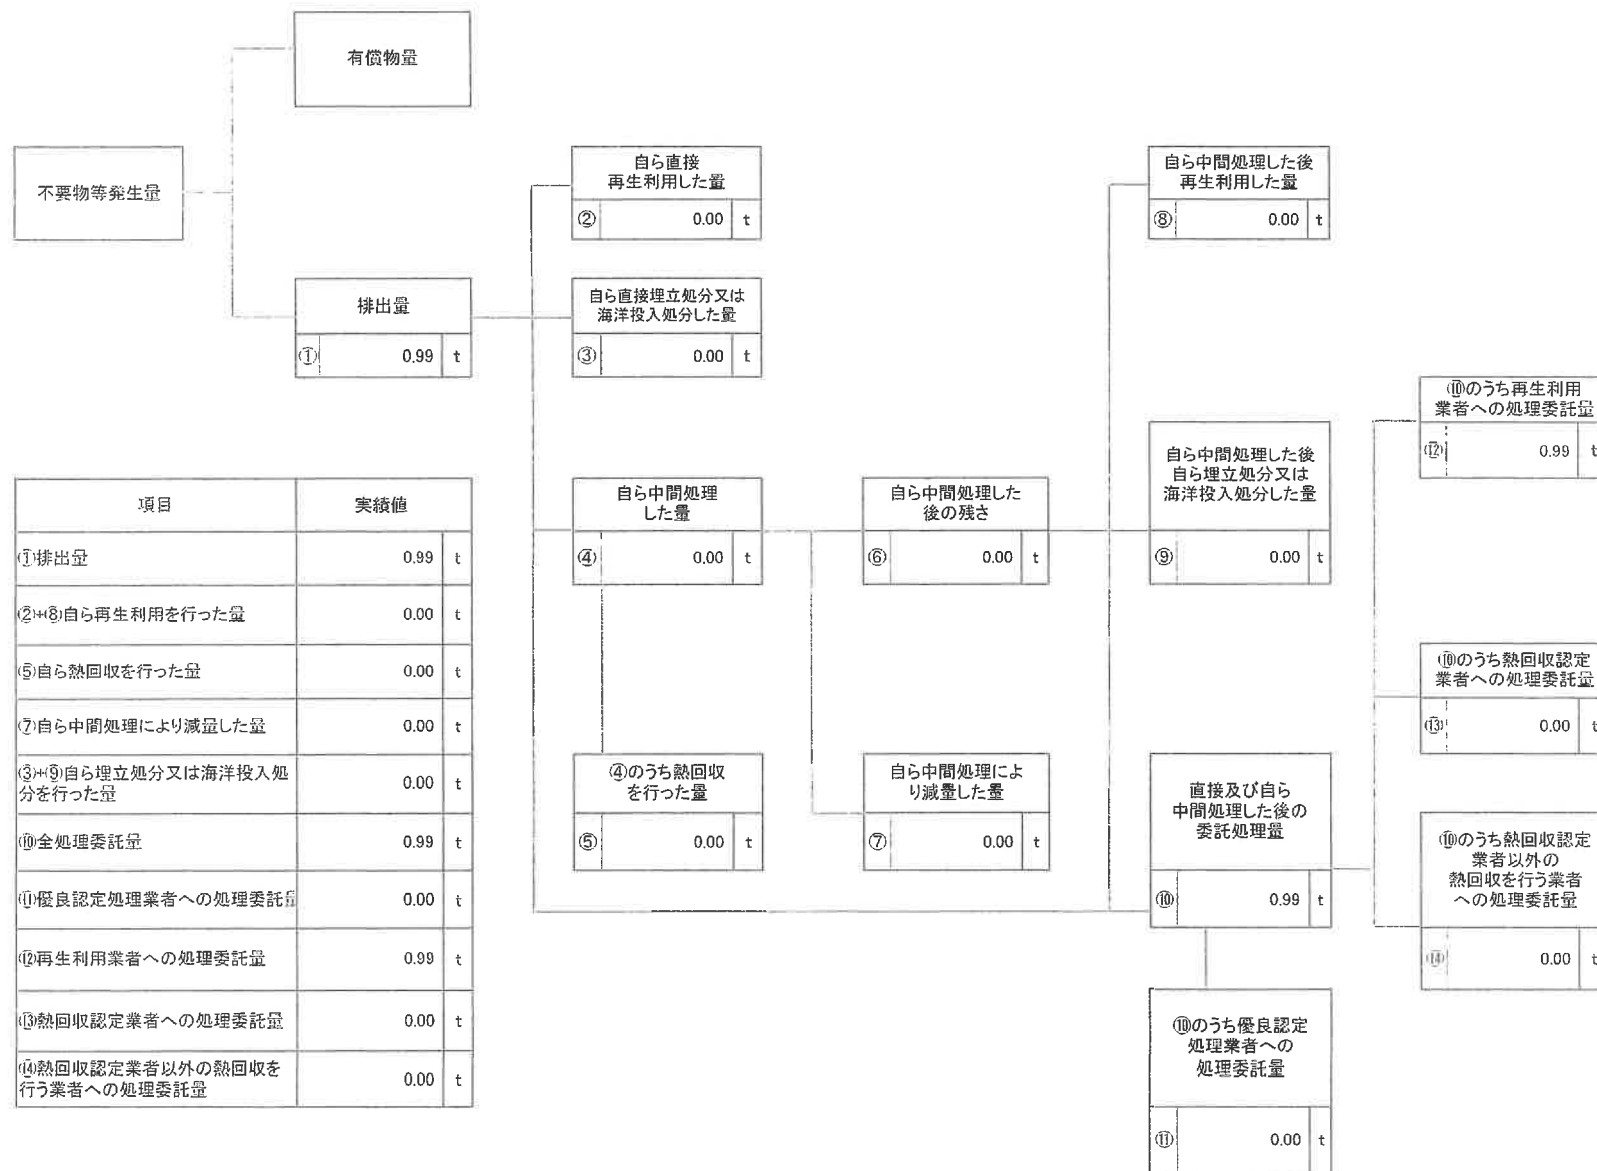 有償物量
不要物等発生量
排出量
① 0.99 t
自ら直接
再生利用した量
② 0.00 t
自ら直接埋立処分又は
海洋投入処分した量
③ 0.00 t
自ら中間処理
した量
④ 0.00 t
④のうち熱回収
を行った量
⑤ 0.00 t
自ら中間処理した
後の残さ
⑥ 0.00 t
自ら中間処理によ
り減量した量
⑦ 0.00 t
自ら中間処理した後
再生利用した量
⑧ 0.00 t
自ら中間処理した後
自ら埋立処分又は
海洋投入処分した量
⑨ 0.00 t
直接及び自ら
中間処理した後の
委託処理量
⑩ 0.99 t
⑩のうち優良認定
処理業者への
処理委託量
⑪ 0.00 t
⑩のうち再生利用
業者への処理委託量
⑫ 0.99 t
⑩のうち熱回収認定
業者への処理委託量
⑬ 0.00 t
⑩のうち熱回収認定
業者以外の
熱回収を行う業者
への処理委託量
⑭ 0.00 t
項目 実績値
①排出量 0.99 t
②+⑧自ら再生利用を行った量 0.00 t
⑤自ら熱回収を行った量 0.00 t
⑦自ら中間処理により減量した量 0.00 t
③+⑨自ら埋立処分又は海洋投入処
分を行った量 0.00 t
⑩全処理委託量 0.99 t
⑪優良認定処理業者への処理委託量 0.00 t
⑫再生利用業者への処理委託量 0.99 t
⑬熱回収認定業者への処理委託量 0.00 t
⑭熱回収認定業者以外の熱回収を
行う業者への処理委託量 0.00 t